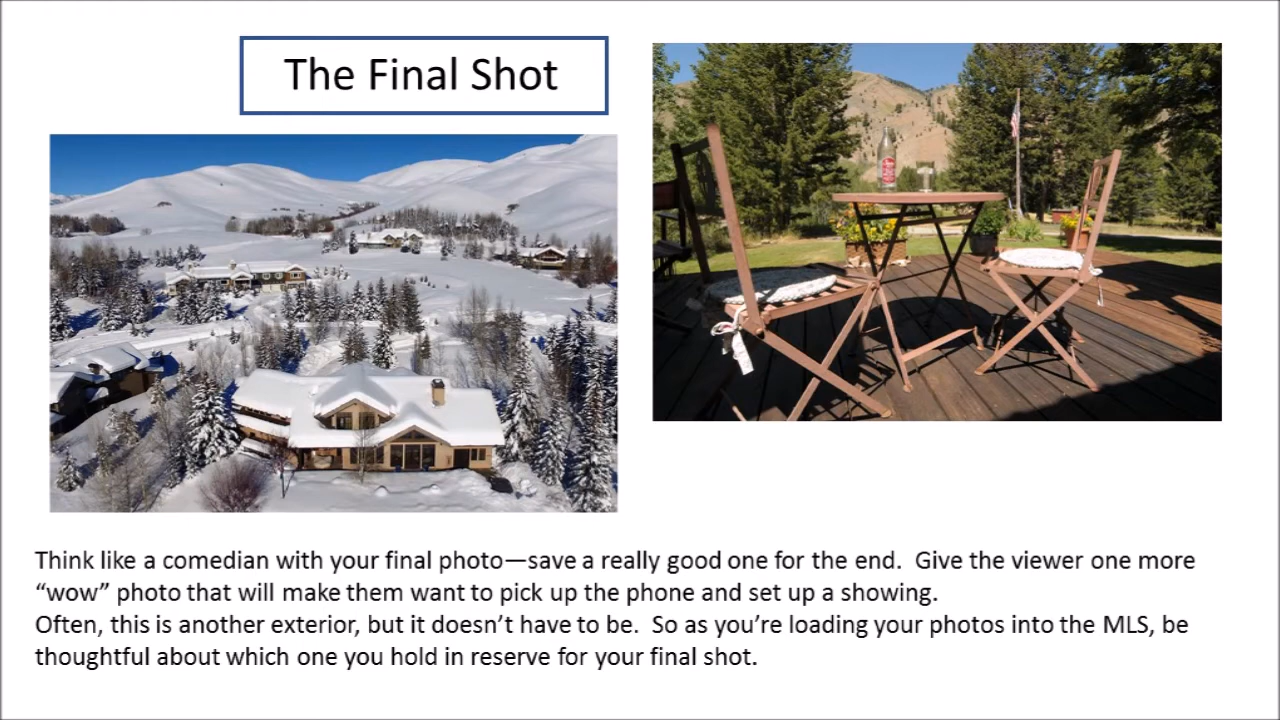 The Final Shot
Think like a comedian with your final photo—save a really good one for the end.  Give the viewer one more
“wow” photo that will make them want to pick up the phone and set up a showing.
Often, this is another exterior, but it doesn’t have to be.  So as you’re loading your photos into the MLS, be
thoughtful about which one you hold in reserve for your final shot.